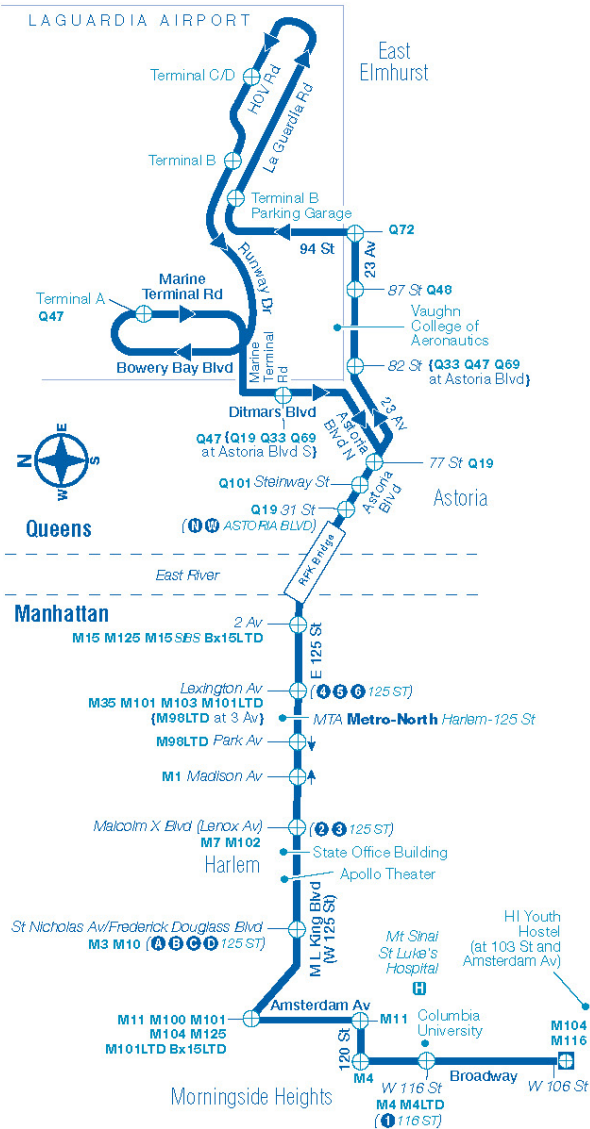 LAGUARDIA AIRPORT
East
Elmhurst
Terminal C/D
HOV Rd
La Guardia Rd
Terminal B
Terminal B
Parking Garage
Q72
94 St
23 Av
Runway Dr
Marine
Terminal Rd
87 St Q48
Terminal A
Q47
Vaughn
College of
Aeronautics
Bowery Bay Blvd
Marine
Terminal
Rd
82 St {Q33 Q47 Q69
at Astoria Blvd}
Ditmars Blvd
23 Av
Astoria
Blvd N
Q47 {Q19 Q33 Q69
at Astoria Blvd S}
N
E
S
W
77 St Q19
Q101 Steinway St
Astoria
Blvd
Astoria
Q19 31 St
(N W ASTORIA BLVD)
Queens
RFK Bridge
East River
Manhattan
2 Av
M15 M125 M15 SBS Bx15LTD
E 125 St
Lexington Av
M35 M101 M103 M101LTD
{M98LTD at 3 Av}
(4 5 6 125 ST)
MTA Metro-North Harlem-125 St
M98LTD Park Av
M1 Madison Av
Malcolm X Blvd (Lenox Av)
M7 M102
(2 3 125 ST)
State Office Building
Harlem
Apollo Theater
M L King Blvd
(W 125 St)
St Nicholas Av/Frederick Douglass Blvd
M3 M10 (A B C D 125 ST)
Mt Sinai
St Luke's
Hospital
H
HI Youth
Hostel
(at 103 St and
Amsterdam Av)
Amsterdam Av
M11 M100 M101
M104 M125
M101LTD Bx15LTD
M11
Columbia
University
120 St
M104
M116
M4
W 116 St
M4 M4LTD
(1 116 ST)
Broadway
W 106 St
Morningside Heights